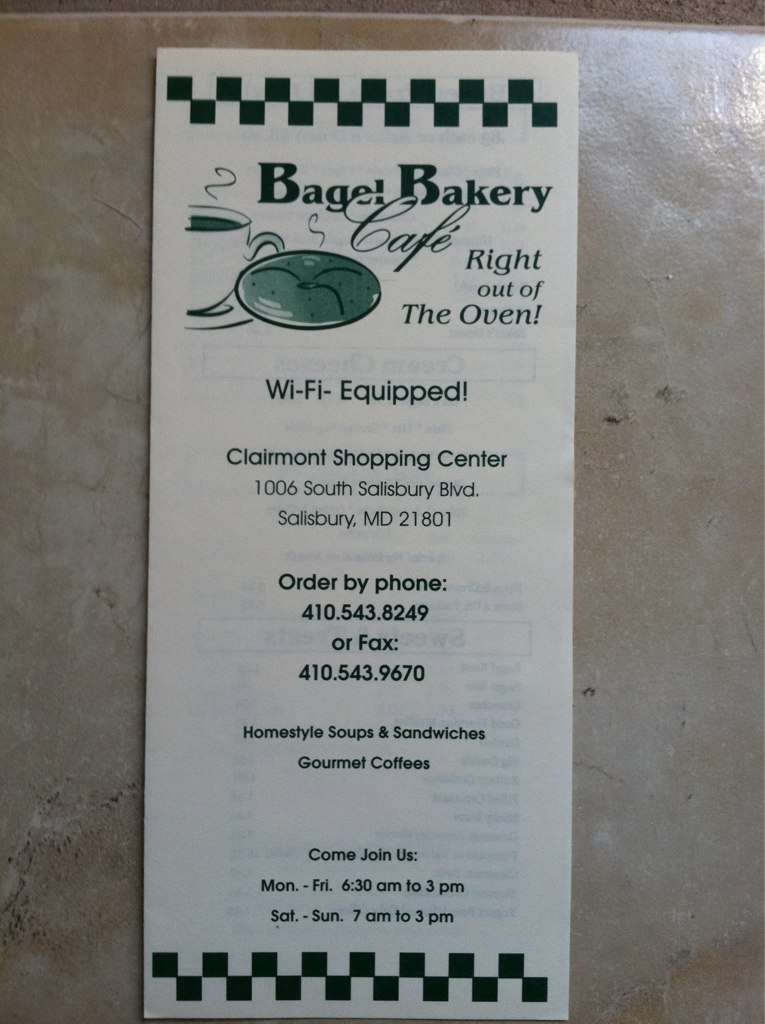 Bagel Bakery
Café
Right
out of
The Oven!
Wi-Fi- Equipped!
Clairmont Shopping Center
1006 South Salisbury Blvd.
Salisbury, MD 21801
Order by phone:
410.543.8249
or Fax:
410.543.9670
Homestyle Soups & Sandwiches
Gourmet Coffees
Come Join Us:
Mon. - Fri. 6:30 am to 3 pm
Sat. - Sun. 7 am to 3 pm